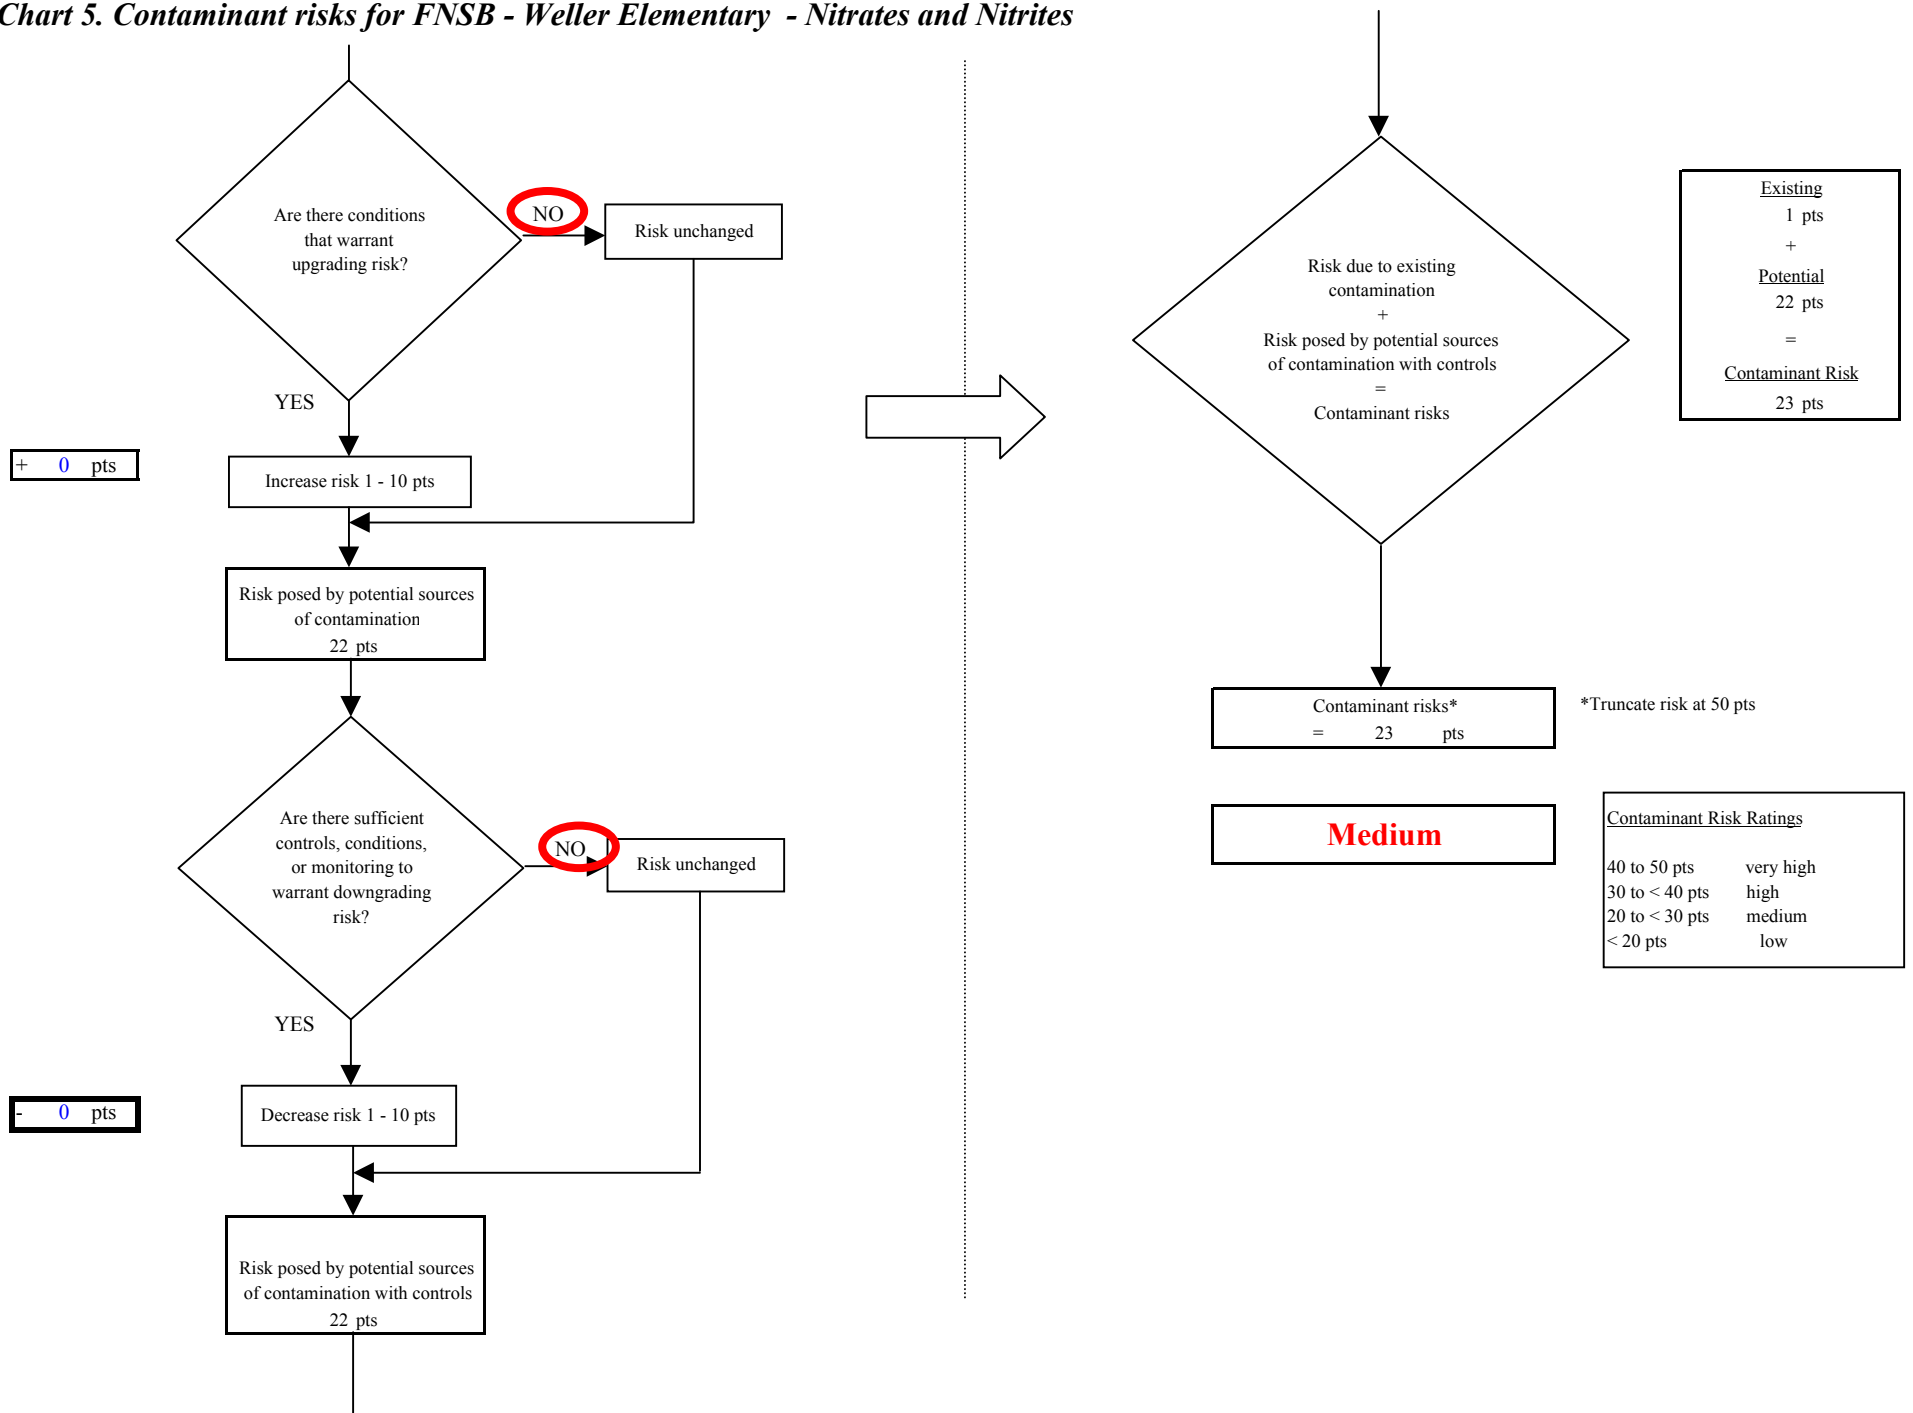 Chart 5. Contaminant risks for FNSB - Weller Elementary - Nitrates and Nitrites
Are there conditions
that warrant
upgrading risk?
NO
Risk unchanged
YES
+ 0 pts
Increase risk 1 - 10 pts
Risk posed by potential sources
of contamination
22 pts
Are there sufficient
controls, conditions,
or monitoring to
warrant downgrading
risk?
NO
Risk unchanged
YES
- 0 pts
Decrease risk 1 - 10 pts
Risk posed by potential sources
of contamination with controls
22 pts
Risk due to existing
contamination
+
Risk posed by potential sources
of contamination with controls
=
Contaminant risks
Existing
1 pts
+
Potential
22 pts
=
Contaminant Risk
23 pts
Contaminant risks*
= 23 pts
*Truncate risk at 50 pts
Medium
Contaminant Risk Ratings
40 to 50 pts very high
30 to < 40 pts high
20 to < 30 pts medium
< 20 pts low